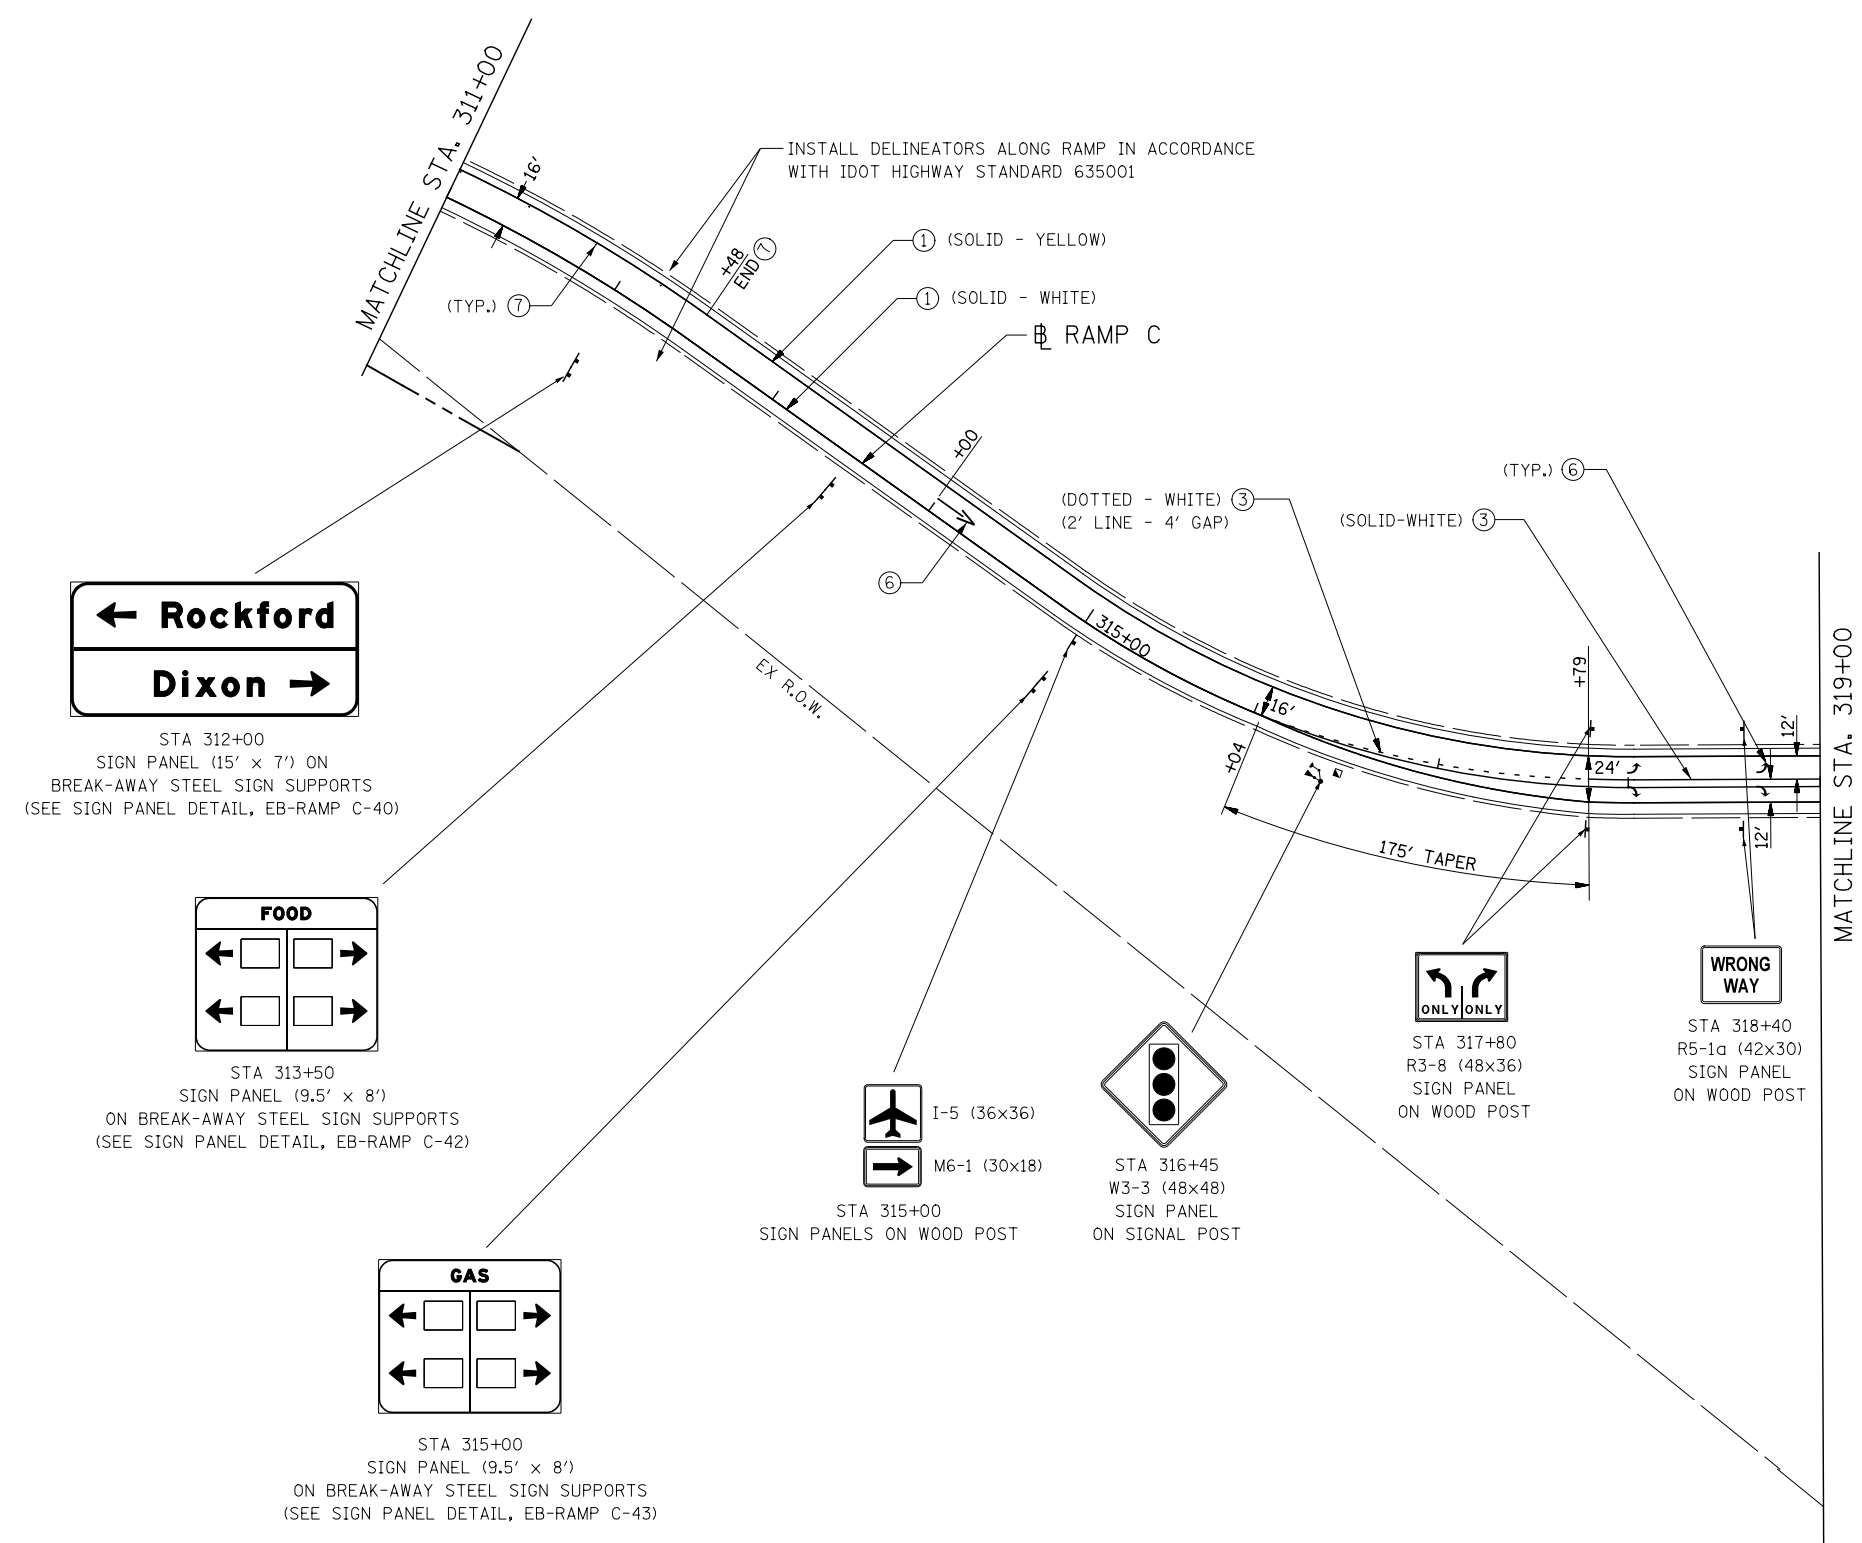 MATCHLINE STA. 311+00
16'
INSTALL DELINEATORS ALONG RAMP IN ACCORDANCE
WITH IDOT HIGHWAY STANDARD 635001
+48
END 7
1 (SOLID - YELLOW)
(TYP.) 7
1 (SOLID - WHITE)
℄ RAMP C
+00
(TYP.) 6
(DOTTED - WHITE) 3
(2' LINE - 4' GAP)
(SOLID-WHITE) 3
6
315+00
EX R.O.W.
16'
+04
+79
24'
12'
12'
175' TAPER
MATCHLINE STA. 319+00
Rockford
Dixon
STA 312+00
SIGN PANEL (15' x 7') ON
BREAK-AWAY STEEL SIGN SUPPORTS
(SEE SIGN PANEL DETAIL, EB-RAMP C-40)
FOOD
STA 313+50
SIGN PANEL (9.5' x 8')
ON BREAK-AWAY STEEL SIGN SUPPORTS
(SEE SIGN PANEL DETAIL, EB-RAMP C-42)
GAS
STA 315+00
SIGN PANEL (9.5' x 8')
ON BREAK-AWAY STEEL SIGN SUPPORTS
(SEE SIGN PANEL DETAIL, EB-RAMP C-43)
I-5 (36x36)
M6-1 (30x18)
STA 315+00
SIGN PANELS ON WOOD POST
STA 316+45
W3-3 (48x48)
SIGN PANEL
ON SIGNAL POST
ONLY ONLY
STA 317+80
R3-8 (48x36)
SIGN PANEL
ON WOOD POST
WRONG
WAY
STA 318+40
R5-1a (42x30)
SIGN PANEL
ON WOOD POST